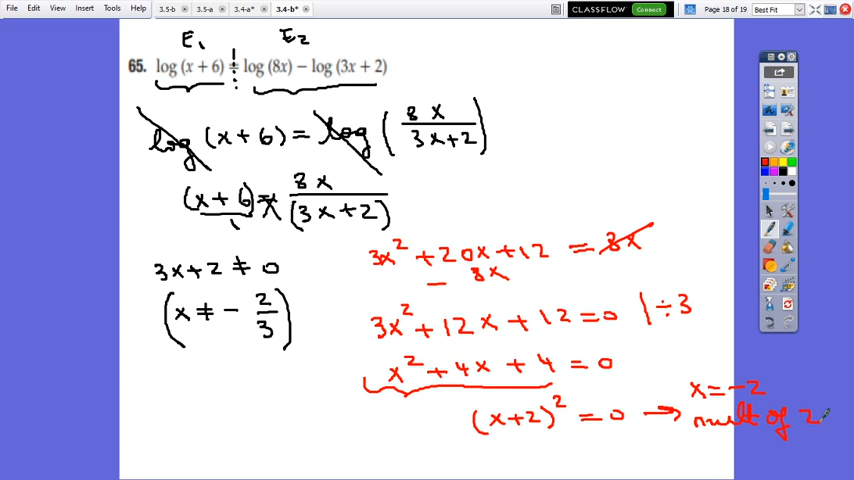 File Edit View Insert Tools Help 3.5-b 3.5-a 3.4-a* 3.4-b* CLASSFLOW Connect Page 18 of 19 Best Fit
E1 E2
65. log (x + 6) = log (8x) − log (3x + 2)
log (x+6) = log (8x / 3x+2)
(x+6) / 1 = 8x / (3x+2)
3x² + 20x + 12 = 8x
− 8x
3x+2 ≠ 0
(x ≠ − 2/3)
3x² + 12x + 12 = 0 | ÷ 3
x² + 4x + 4 = 0
(x+2)² = 0 → x = −2
mult of 2